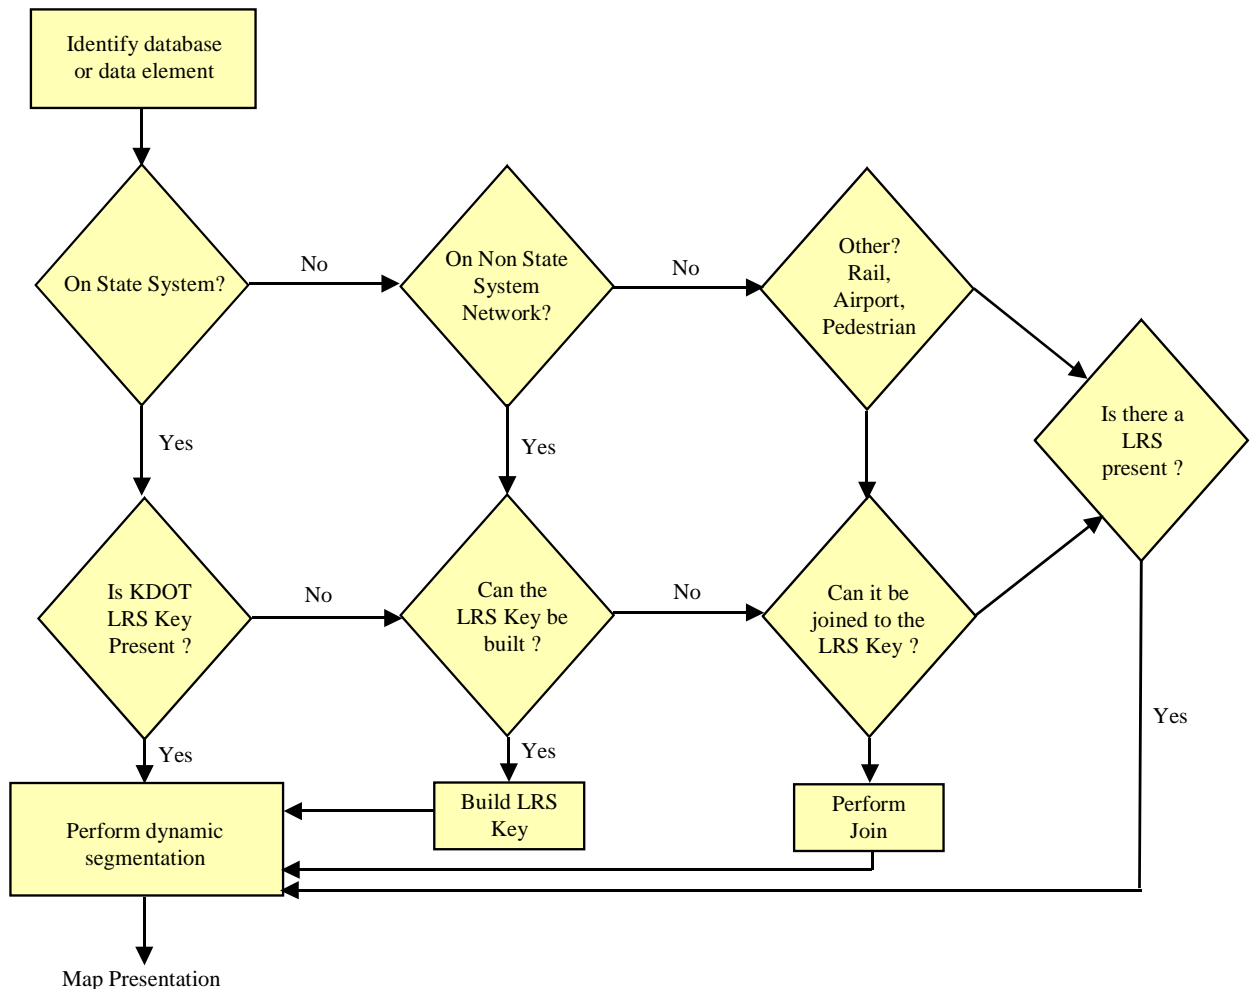 Identify database
or data element
On State System?
No
On Non State
System
Network?
No
Other?
Rail,
Airport,
Pedestrian
Is there a
LRS
present ?
Yes
Yes
Is KDOT
LRS Key
Present ?
No
Can the
LRS Key be
built ?
No
Can it be
joined to the
LRS Key ?
Yes
Yes
Yes
Perform dynamic
segmentation
Build LRS
Key
Perform
Join
Map Presentation